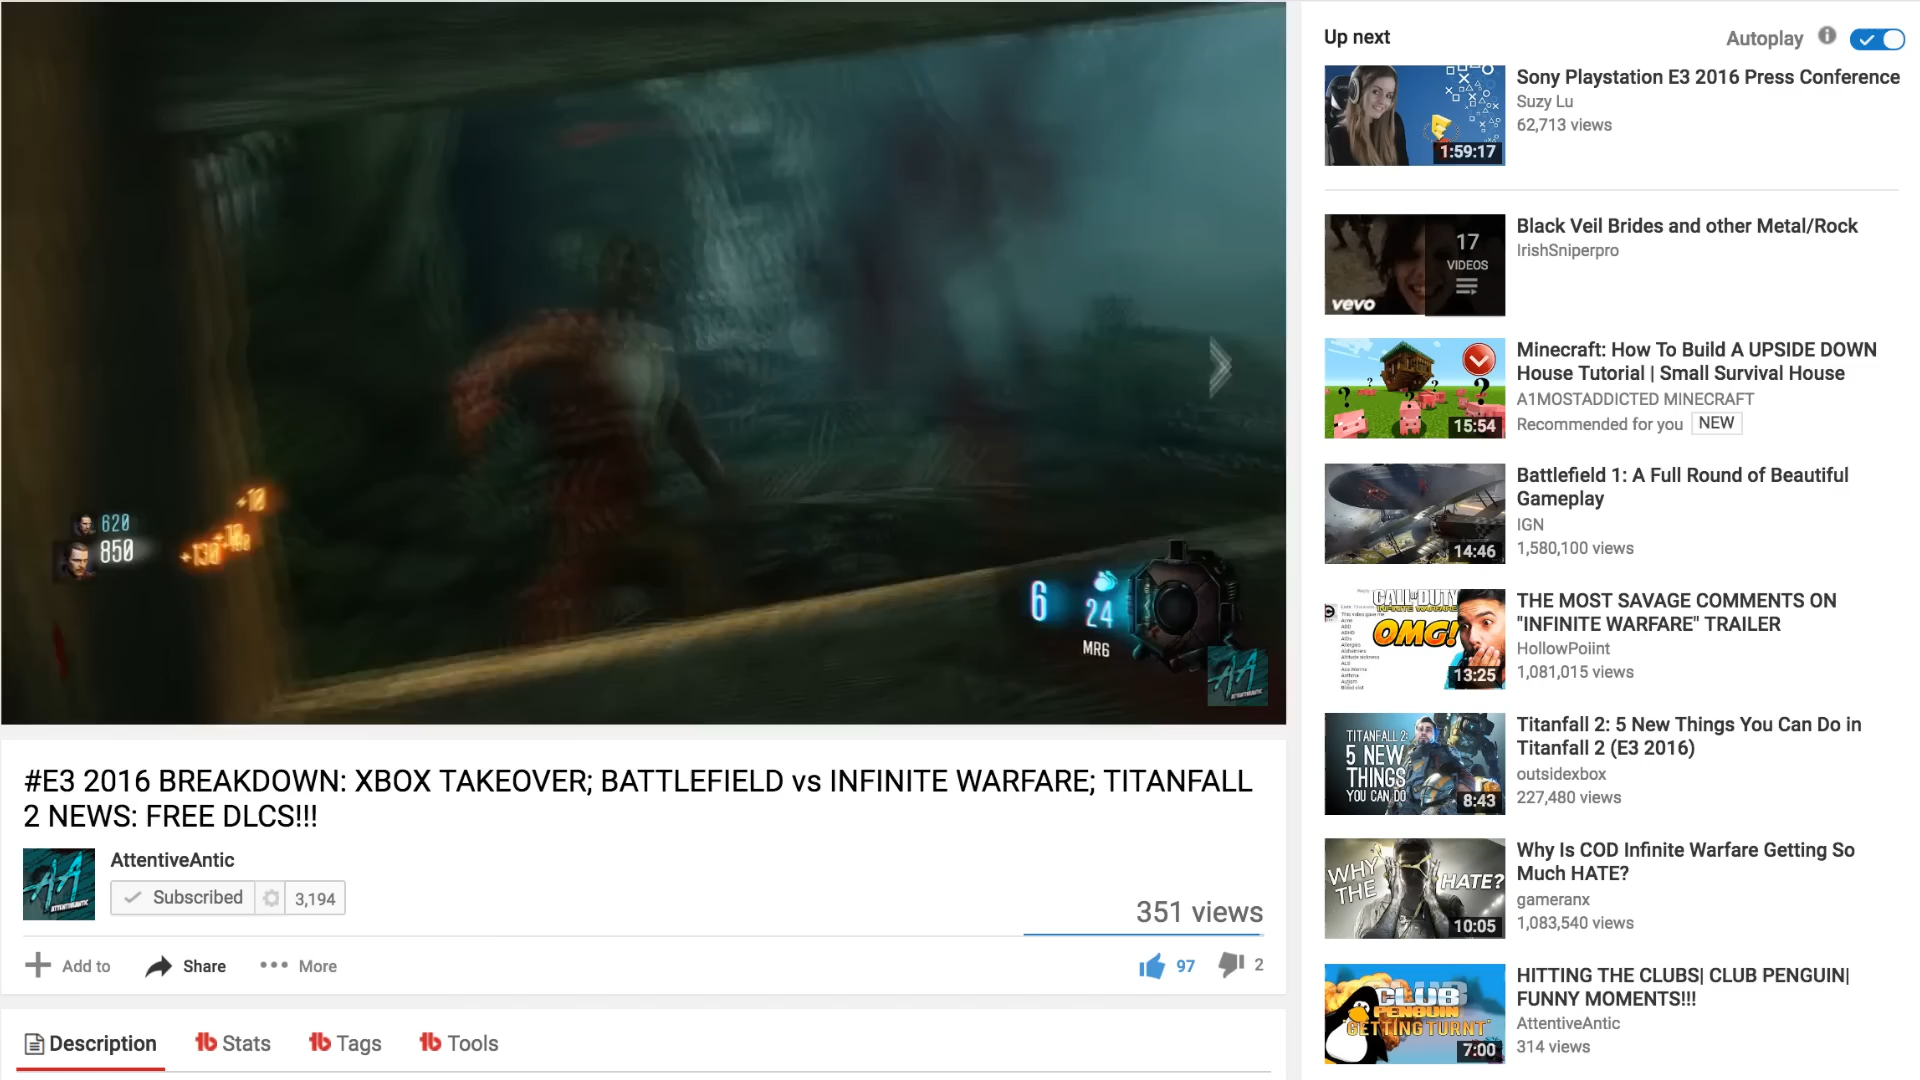 620
850
+10
+130
6
24
MR6
#E3 2016 BREAKDOWN: XBOX TAKEOVER; BATTLEFIELD vs INFINITE WARFARE; TITANFALL
2 NEWS: FREE DLCS!!!
AttentiveAntic
Subscribed
3,194
351 views
Add to
Share
More
97
2
Description
Stats
Tags
Tools
Up next
Autoplay
1:59:17
Sony Playstation E3 2016 Press Conference
Suzy Lu
62,713 views
17
VIDEOS
vevo
Black Veil Brides and other Metal/Rock
IrishSniperpro
15:54
Minecraft: How To Build A UPSIDE DOWN
House Tutorial | Small Survival House
A1MOSTADDICTED MINECRAFT
Recommended for you
NEW
14:46
Battlefield 1: A Full Round of Beautiful
Gameplay
IGN
1,580,100 views
CALL OF DUTY
INFINITE WARFARE
OMG!
13:25
THE MOST SAVAGE COMMENTS ON
"INFINITE WARFARE" TRAILER
HollowPoiint
1,081,015 views
TITANFALL 2:
5 NEW
THINGS
YOU CAN DO
8:43
Titanfall 2: 5 New Things You Can Do in
Titanfall 2 (E3 2016)
outsidexbox
227,480 views
WHY
THE
HATE?
10:05
Why Is COD Infinite Warfare Getting So
Much HATE?
gameranx
1,083,540 views
CLUB
PENGUIN
GETTING TURNT
7:00
HITTING THE CLUBS| CLUB PENGUIN|
FUNNY MOMENTS!!!
AttentiveAntic
314 views